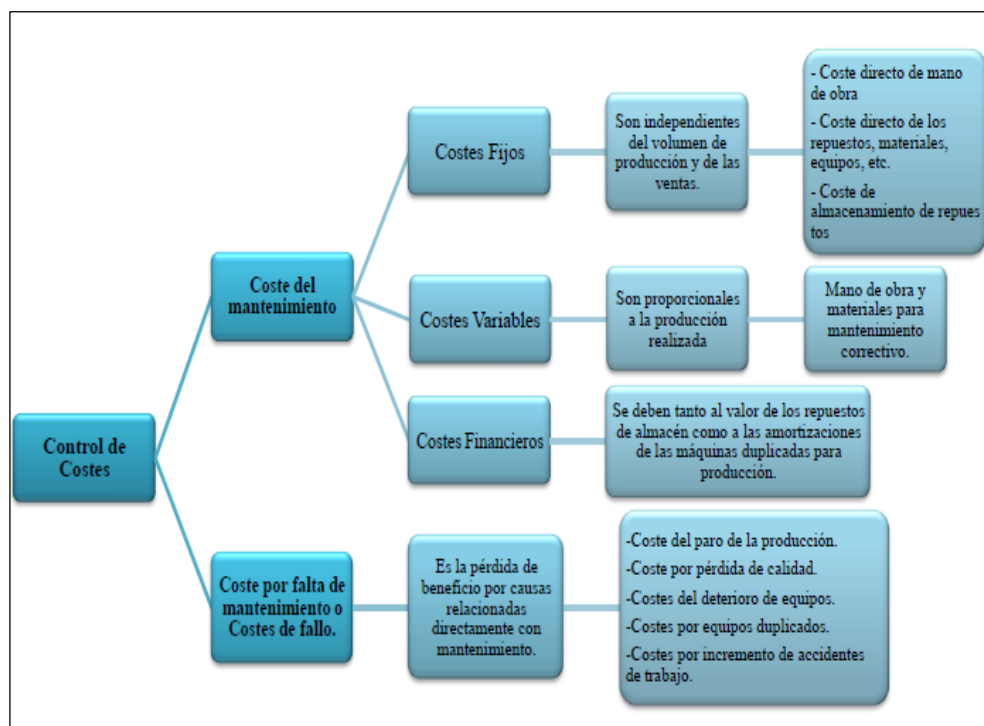 Control de
Costes
Coste del
mantenimiento
Costes Fijos
Son independientes
del volumen de
producción y de las
ventas.
- Coste directo de mano
de obra
- Coste directo de los
repuestos, materiales,
equipos, etc.
- Coste de
almacenamiento de repues
tos
Costes Variables
Son proporcionales
a la producción
realizada
Mano de obra y
materiales para
mantenimiento
correctivo.
Costes Financieros
Se deben tanto al valor de los repuestos
de almacén como a las amortizaciones
de las máquinas duplicadas para
producción.
Coste por falta de
mantenimiento o
Costes de fallo.
Es la pérdida de
beneficio por causas
relacionadas
directamente con
mantenimiento.
-Coste del paro de la producción.
-Coste por pérdida de calidad.
-Costes del deterioro de equipos.
-Costes por equipos duplicados.
-Costes por incremento de accidentes
de trabajo.